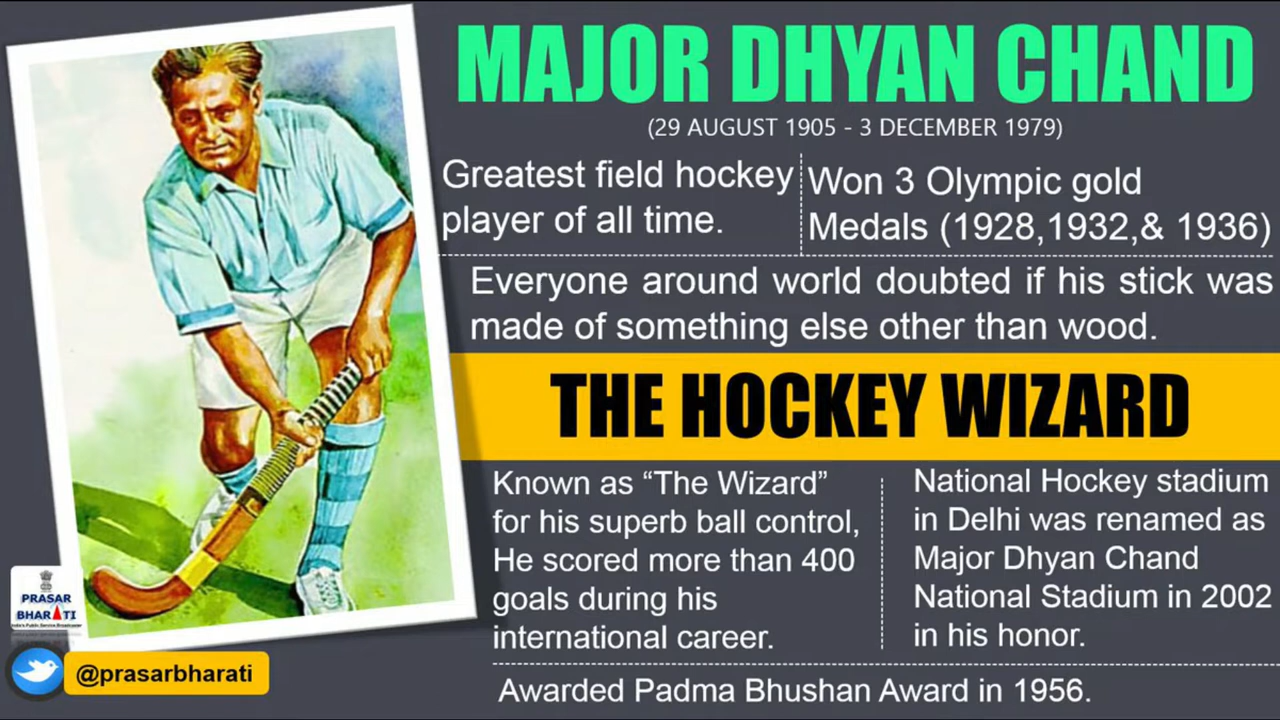 MAJOR DHYAN CHAND
(29 AUGUST 1905 - 3 DECEMBER 1979)
Greatest field hockey
player of all time.
Won 3 Olympic gold
Medals (1928,1932,& 1936)
Everyone around world doubted if his stick was
made of something else other than wood.
THE HOCKEY WIZARD
Known as “The Wizard”
for his superb ball control,
He scored more than 400
goals during his
international career.
National Hockey stadium
in Delhi was renamed as
Major Dhyan Chand
National Stadium in 2002
in his honor.
Awarded Padma Bhushan Award in 1956.
PRASAR
BHARATI
India's Public Service Broadcaster
@prasarbharati